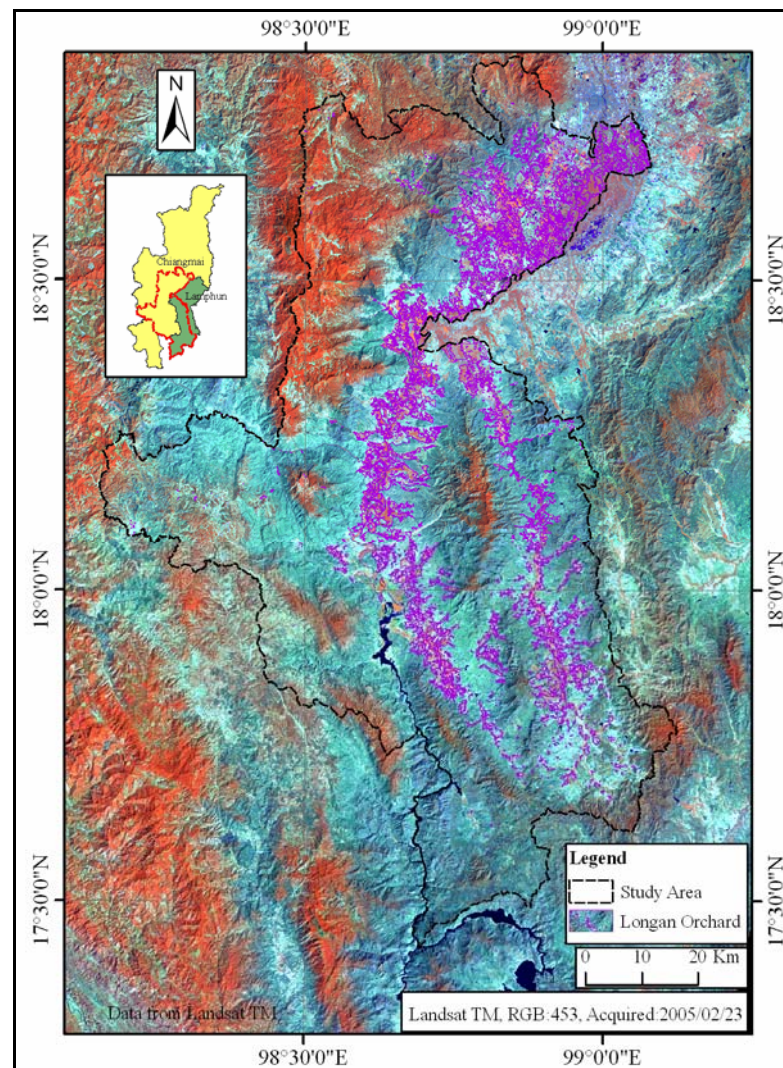 98°30'0"E 99°0'0"E
N
Chiangmai
Lamphun
18°30'0"N 18°30'0"N
18°0'0"N 18°0'0"N
17°30'0"N 17°30'0"N
Legend
Study Area
Longan Orchard
0 10 20 Km
Data from Landsat TM
Landsat TM, RGB:453, Acquired:2005/02/23
98°30'0"E 99°0'0"E